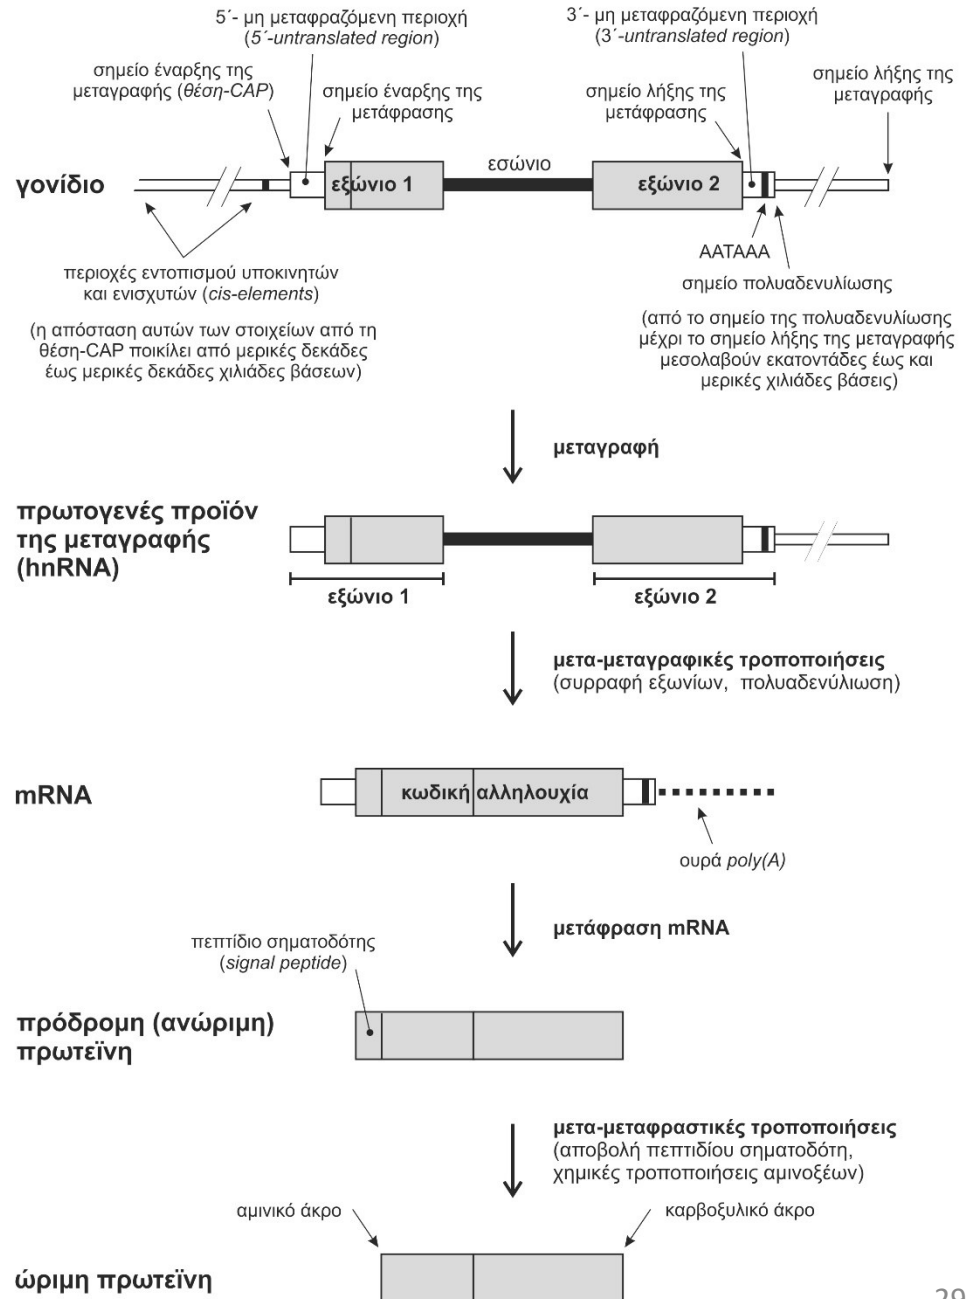 5΄- μη μεταφραζόμενη περιοχή
(5΄-untranslated region)
3΄- μη μεταφραζόμενη περιοχή
(3΄-untranslated region)
σημείο έναρξης της
μεταγραφής (θέση-CAP)
σημείο έναρξης της
μετάφρασης
σημείο λήξης της
μετάφρασης
σημείο λήξης της
μεταγραφής
γονίδιο
εξώνιο 1
εσώνιο
εξώνιο 2
AATAAA
περιοχές εντοπισμού υποκινητών
και ενισχυτών (cis-elements)
σημείο πολυαδενυλίωσης
(η απόσταση αυτών των στοιχείων από τη
θέση-CAP ποικίλει από μερικές δεκάδες
έως μερικές δεκάδες χιλιάδες βάσεων)
(από το σημείο της πολυαδενυλίωσης
μέχρι το σημείο λήξης της μεταγραφής
μεσολαβούν εκατοντάδες έως και
μερικές χιλιάδες βάσεις)
μεταγραφή
πρωτογενές προϊόν
της μεταγραφής
(hnRNA)
εξώνιο 1
εξώνιο 2
μετα-μεταγραφικές τροποποιήσεις
(συρραφή εξωνίων, πολυαδενύλιωση)
mRNA
κωδική αλληλουχία
ουρά poly(A)
μετάφραση mRNA
πεπτίδιο σηματοδότης
(signal peptide)
πρόδρομη (ανώριμη)
πρωτεΐνη
μετα-μεταφραστικές τροποποιήσεις
(αποβολή πεπτιδίου σηματοδότη,
χημικές τροποποιήσεις αμινοξέων)
αμινικό άκρο
καρβοξυλικό άκρο
ώριμη πρωτεΐνη
29